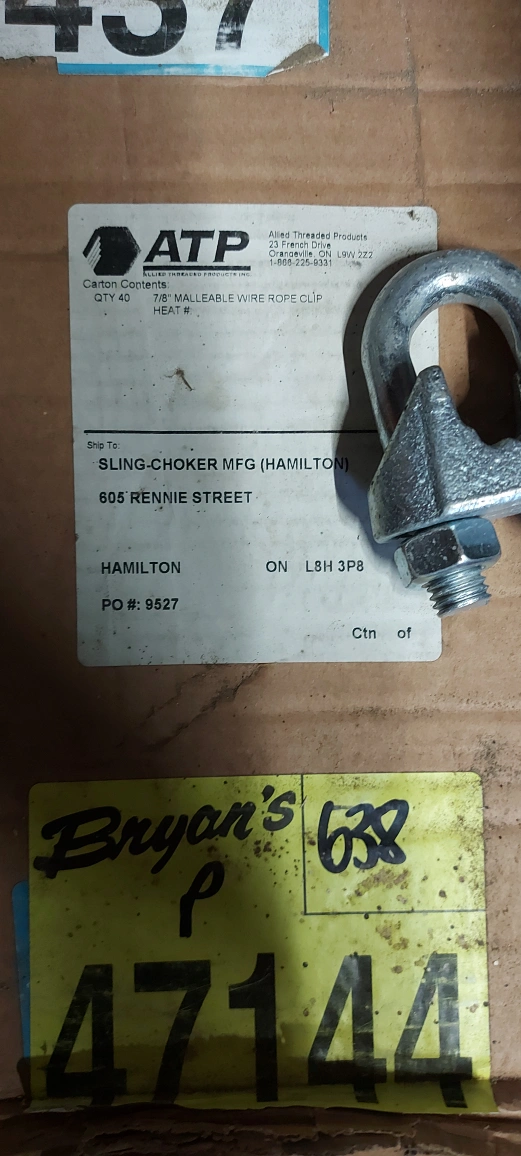 437
ATP
ALLIED THREADED PRODUCTS INC.
Allied Threaded Products
23 French Drive
Orangeville, ON L9W 2Z2
1-866-225-9331
Carton Contents:
QTY 40 7/8" MALLEABLE WIRE ROPE CLIP
HEAT #:
Ship To:
SLING-CHOKER MFG (HAMILTON)
605 RENNIE STREET
HAMILTON ON L8H 3P8
PO #: 9527
Ctn of
Bryan's 638
P
47144